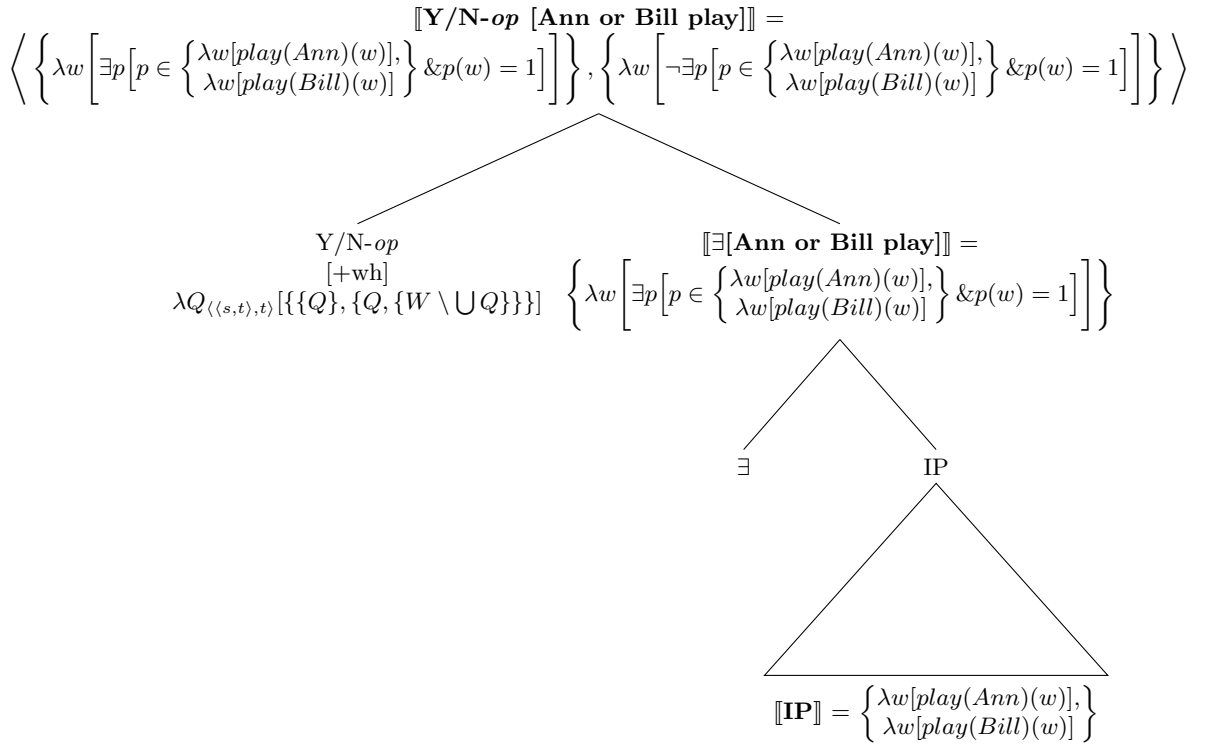 ⟦Y/N-op [Ann or Bill play]⟧ =
⟨ {λw[∃p[p ∈ {λw[play(Ann)(w)], λw[play(Bill)(w)]} &p(w) = 1]]} , {λw[¬∃p[p ∈ {λw[play(Ann)(w)], λw[play(Bill)(w)]} &p(w) = 1]]} ⟩
Y/N-op
[+wh]
λQ⟨⟨s,t⟩,t⟩[{{Q}, {Q, {W \ ⋃ Q}}}]
⟦∃[Ann or Bill play]⟧ =
{λw[∃p[p ∈ {λw[play(Ann)(w)], λw[play(Bill)(w)]} &p(w) = 1]]}
∃
IP
⟦IP⟧ = {λw[play(Ann)(w)], λw[play(Bill)(w)]}